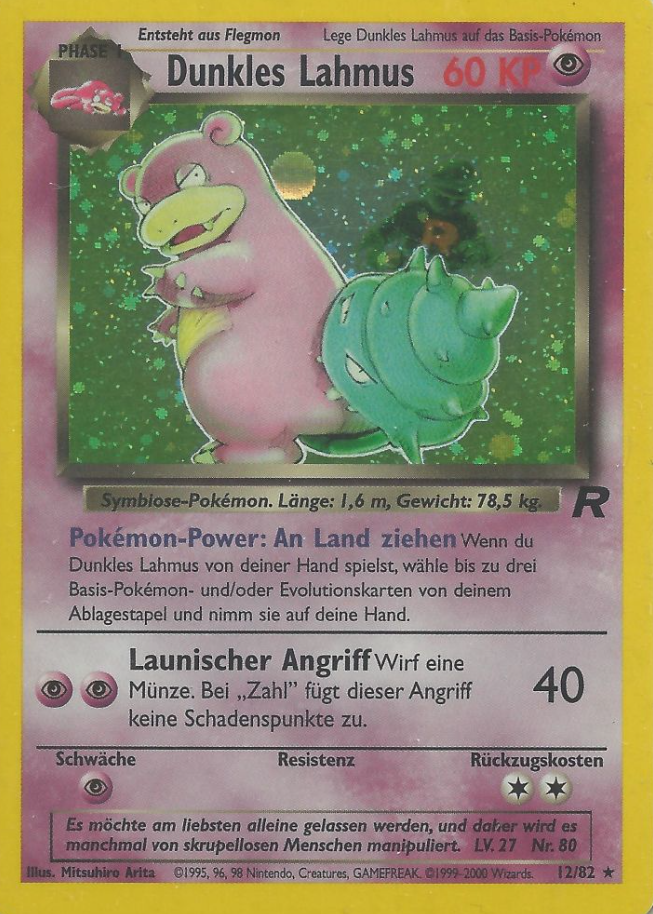 Entsteht aus Flegmon Lege Dunkles Lahmus auf das Basis-Pokémon
PHASE 1
Dunkles Lahmus 60 KP
R
Symbiose-Pokémon. Länge: 1,6 m, Gewicht: 78,5 kg.
R
Pokémon-Power: An Land ziehen Wenn du
Dunkles Lahmus von deiner Hand spielst, wähle bis zu drei
Basis-Pokémon- und/oder Evolutionskarten von deinem
Ablagestapel und nimm sie auf deine Hand.
Launischer Angriff Wirf eine
Münze. Bei „Zahl” fügt dieser Angriff
keine Schadenspunkte zu.
40
Schwäche Resistenz Rückzugskosten
Es möchte am liebsten alleine gelassen werden, und daher wird es
manchmal von skrupellosen Menschen manipuliert. LV. 27 Nr. 80
Illus. Mitsuhiro Arita ©1995, 96, 98 Nintendo, Creatures, GAMEFREAK. ©1999-2000 Wizards. 12/82 ★